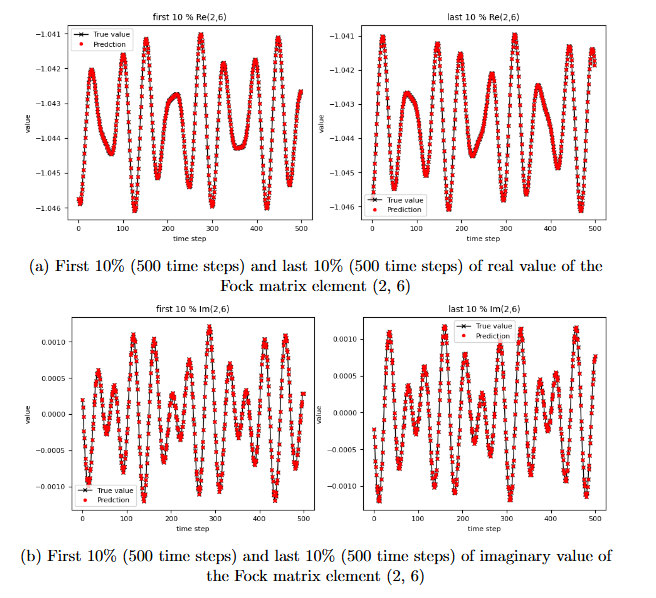 first 10 % Re(2,6)
last 10 % Re(2,6)
True value
Predction
−1.041
−1.042
−1.043
−1.044
−1.045
−1.046
value
0
100
200
300
400
500
time step
−1.041
−1.042
−1.043
−1.044
−1.045
−1.046
value
True value
Prediction
0
100
200
300
400
500
time step
(a) First 10% (500 time steps) and last 10% (500 time steps) of real value of the
Fock matrix element (2, 6)
first 10 % Im(2,6)
last 10 % Im(2,6)
0.0010
0.0005
0.0000
−0.0005
−0.0010
value
True value
Prediction
0
100
200
300
400
500
time step
True value
Prediction
0.0010
0.0005
0.0000
−0.0005
−0.0010
value
0
100
200
300
400
500
time step
(b) First 10% (500 time steps) and last 10% (500 time steps) of imaginary value of
the Fock matrix element (2, 6)